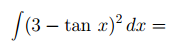 ∫(3 − tan x)² dx =